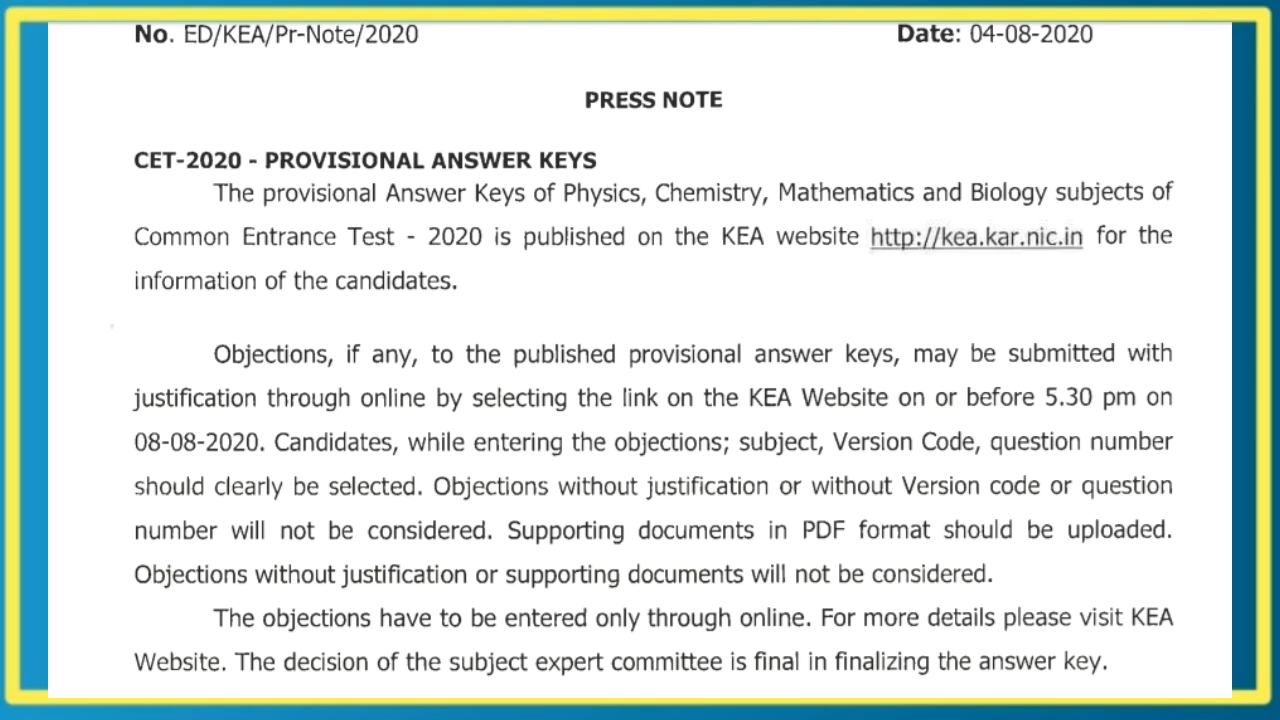 No. ED/KEA/Pr-Note/2020 Date: 04-08-2020
PRESS NOTE
CET-2020 - PROVISIONAL ANSWER KEYS
The provisional Answer Keys of Physics, Chemistry, Mathematics and Biology subjects of
Common Entrance Test - 2020 is published on the KEA website http://kea.kar.nic.in for the
information of the candidates.
Objections, if any, to the published provisional answer keys, may be submitted with
justification through online by selecting the link on the KEA Website on or before 5.30 pm on
08-08-2020. Candidates, while entering the objections; subject, Version Code, question number
should clearly be selected. Objections without justification or without Version code or question
number will not be considered. Supporting documents in PDF format should be uploaded.
Objections without justification or supporting documents will not be considered.
The objections have to be entered only through online. For more details please visit KEA
Website. The decision of the subject expert committee is final in finalizing the answer key.